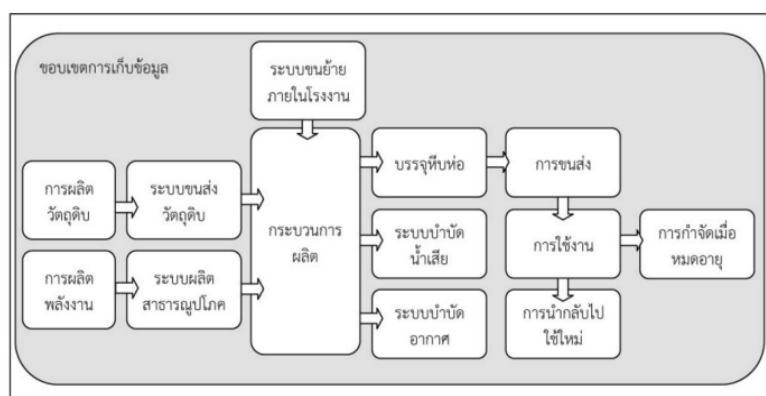 ขอบเขตการเก็บข้อมูล
ระบบขนย้าย
ภายในโรงงาน
การผลิต
วัตถุดิบ
ระบบขนส่ง
วัตถุดิบ
การผลิต
พลังงาน
ระบบผลิต
สาธารณูปโภค
กระบวนการ
ผลิต
บรรจุหีบห่อ
การขนส่ง
ระบบบำบัด
น้ำเสีย
การใช้งาน
การกำจัดเมื่อ
หมดอายุ
ระบบบำบัด
อากาศ
การนำกลับไป
ใช้ใหม่